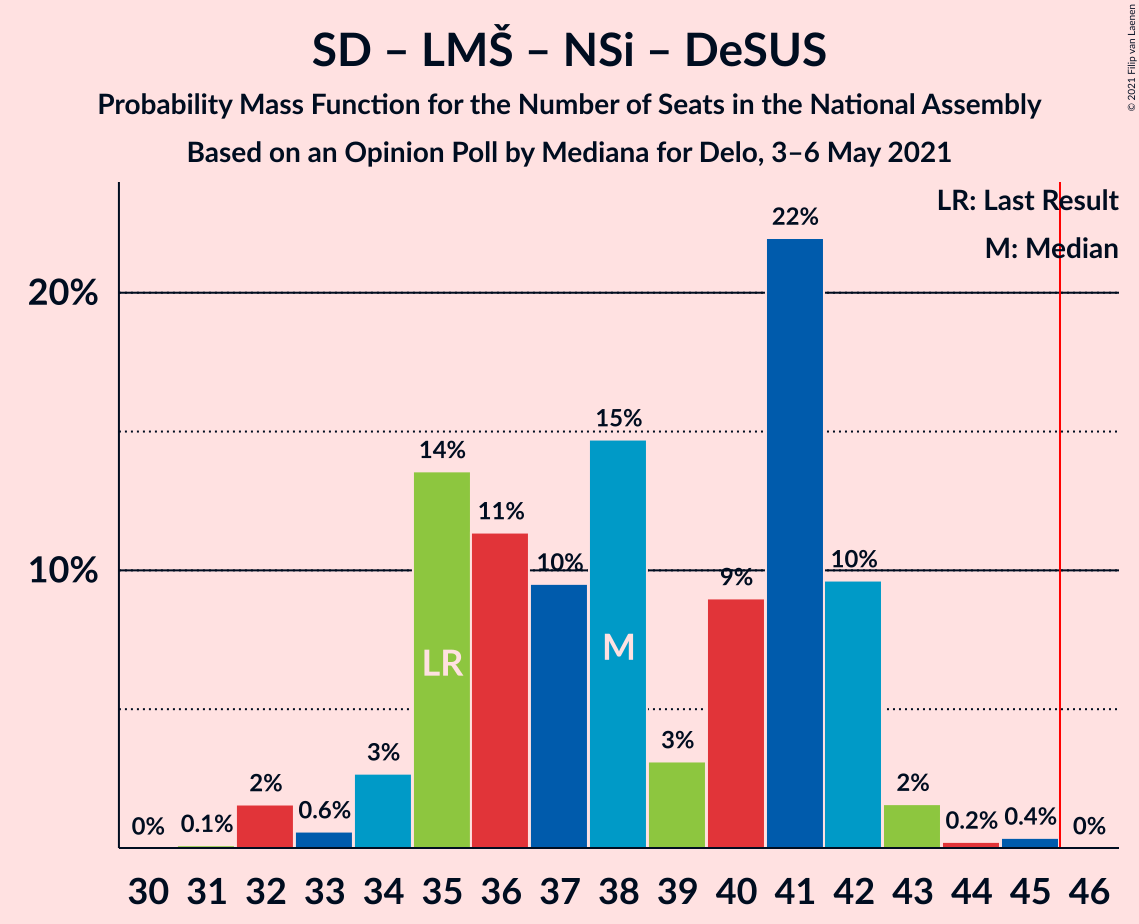 SD – LMŠ – NSi – DeSUS
Probability Mass Function for the Number of Seats in the National Assembly
Based on an Opinion Poll by Mediana for Delo, 3–6 May 2021
© 2021 Filip van Laenen
LR: Last Result
M: Median
20%
10%
0%
0.1%
2%
0.6%
3%
14%
11%
10%
15%
3%
9%
22%
10%
2%
0.2%
0.4%
0%
LR
M
30 31 32 33 34 35 36 37 38 39 40 41 42 43 44 45 46